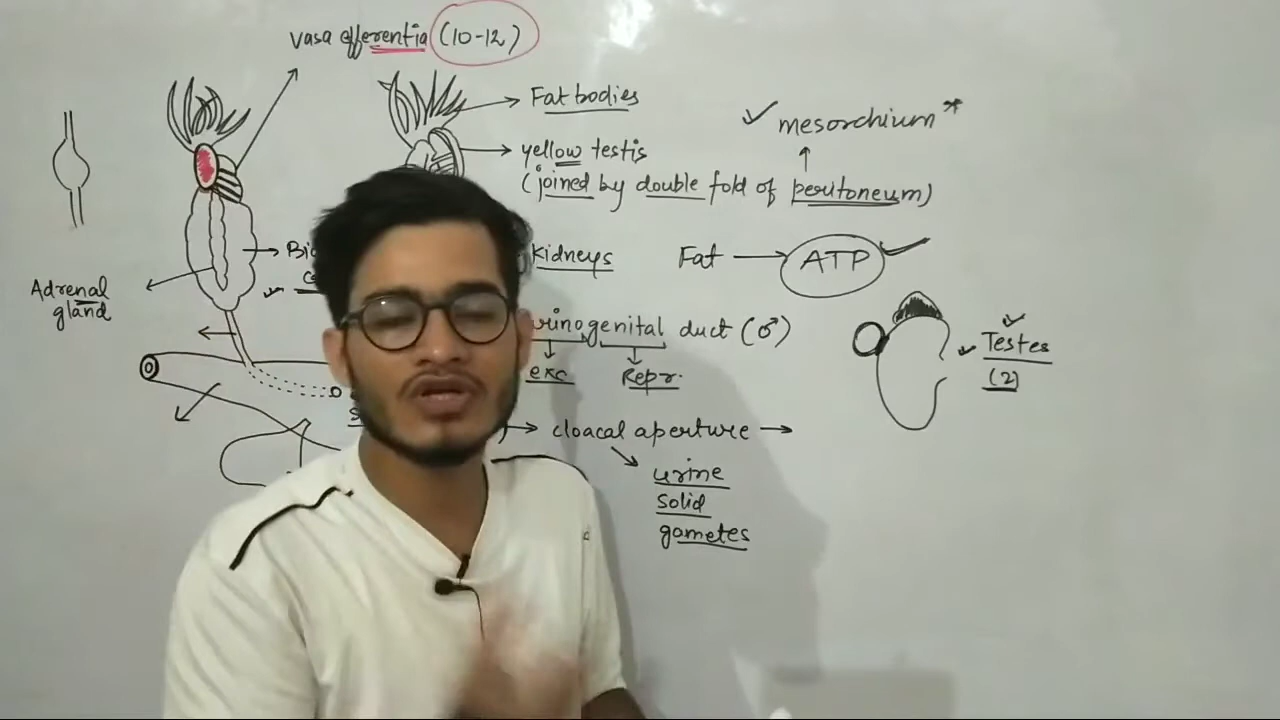 vasa efferentia (10-12)
Fat bodies
mesorchium*
yellow testis
(joined by double fold of peritoneum)
kidneys
Fat → ATP
Adrenal
gland
urinogenital duct (♂)
exc
Repr.
Testes
(2)
cloacal aperture
urine
solid
gametes